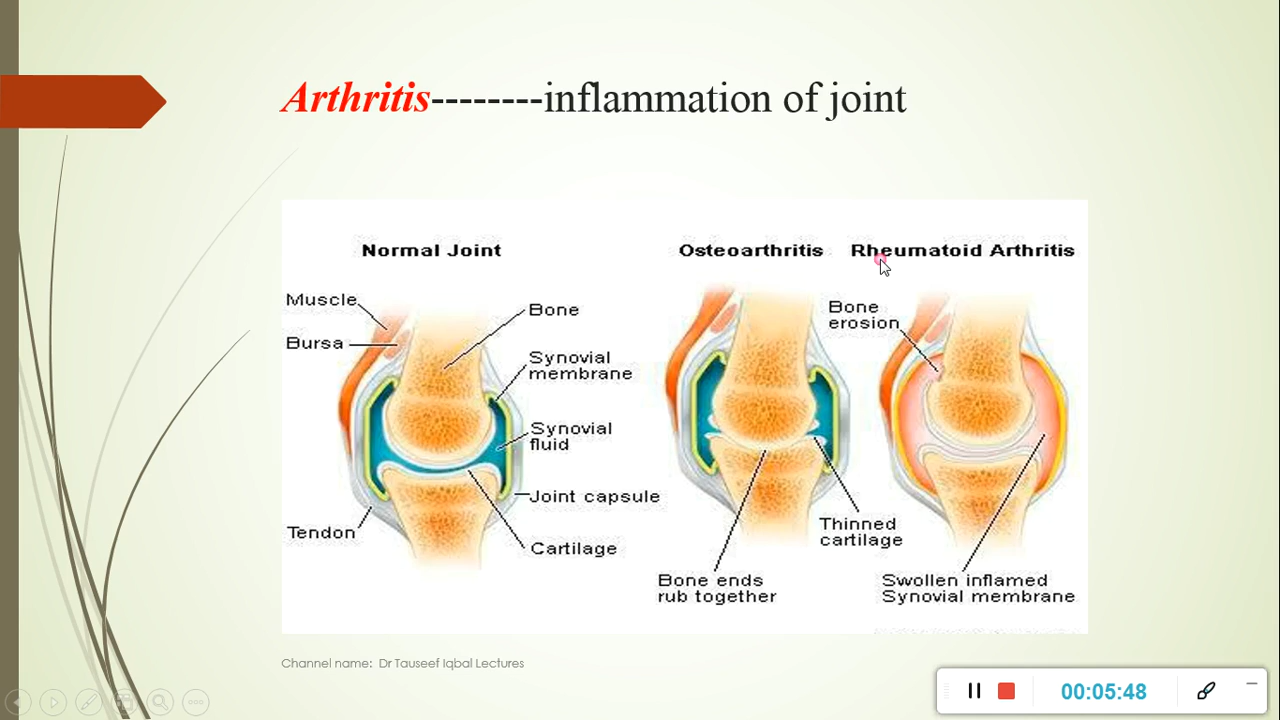 Arthritis--------inflammation of joint
Normal Joint
Osteoarthritis
Rheumatoid Arthritis
Muscle
Bursa
Bone
Synovial
membrane
Synovial
fluid
Joint capsule
Tendon
Cartilage
Bone
erosion
Thinned
cartilage
Bone ends
rub together
Swollen inflamed
Synovial membrane
Channel name: Dr Tauseef Iqbal Lectures
00:05:48